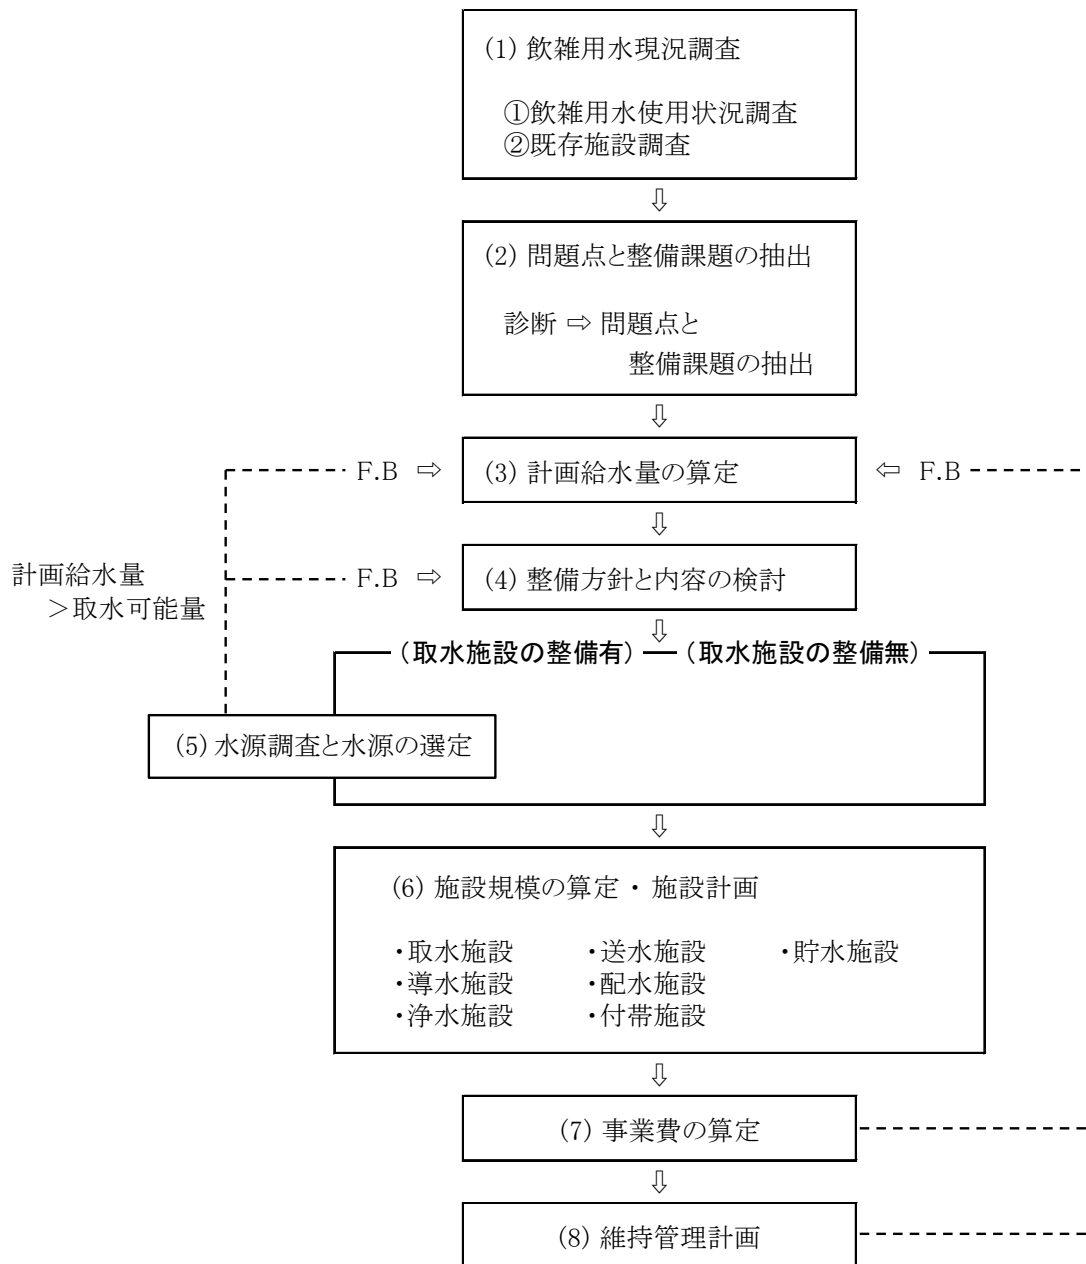 (1) 飲雑用水現況調査
①飲雑用水使用状況調査
②既存施設調査
⇩
(2) 問題点と整備課題の抽出
診断 ⇨ 問題点と
整備課題の抽出
⇩
F.B ⇨
(3) 計画給水量の算定
⇦ F.B
⇩
計画給水量
>取水可能量
F.B ⇨
(4) 整備方針と内容の検討
⇩
(取水施設の整備有)
(取水施設の整備無)
(5) 水源調査と水源の選定
⇩
(6) 施設規模の算定 ・ 施設計画
・取水施設 ・送水施設 ・貯水施設
・導水施設 ・配水施設
・浄水施設 ・付帯施設
⇩
(7) 事業費の算定
⇩
(8) 維持管理計画